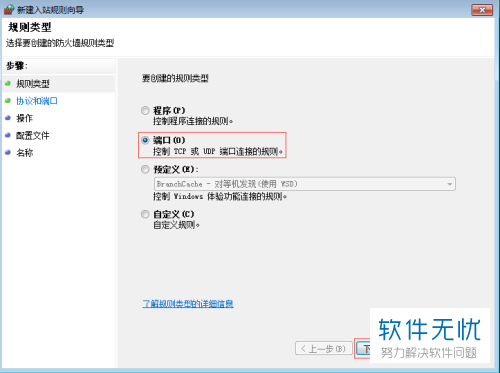 新建入站规则向导
规则类型
选择要创建的防火墙规则类型
步骤:
规则类型
协议和端口
操作
配置文件
名称
要创建的规则类型
程序(P)
控制程序连接的规则。
端口(O)
控制 TCP 或 UDP 端口连接的规则。
预定义(E):
BranchCache - 对等机发现(使用 WSD)
控制 Windows 体验功能连接的规则。
自定义(C)
自定义规则。
了解规则类型的详细信息
< 上一步(B)
下
软件无忧
努力解决软件问题